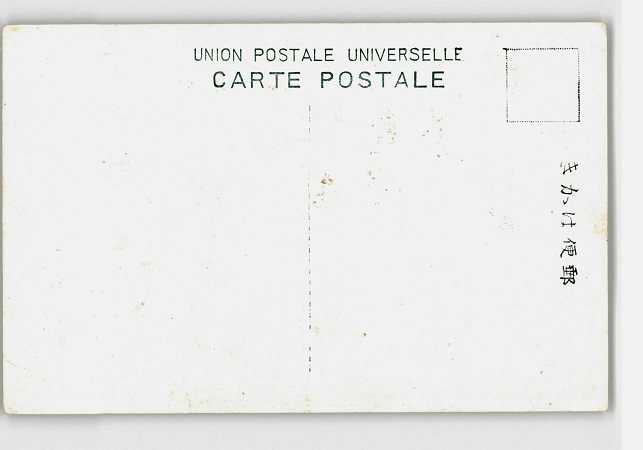 UNION POSTALE UNIVERSELLE
CARTE POSTALE
きかは便郵